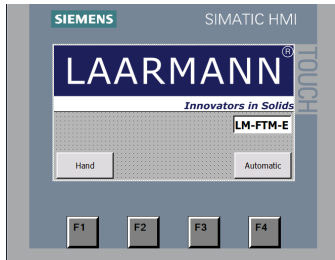 SIEMENS
SIMATIC HMI
TOUCH
LAARMANN®
Innovators in Solids
LM-FTM-E
Hand
Automatic
F1
F2
F3
F4